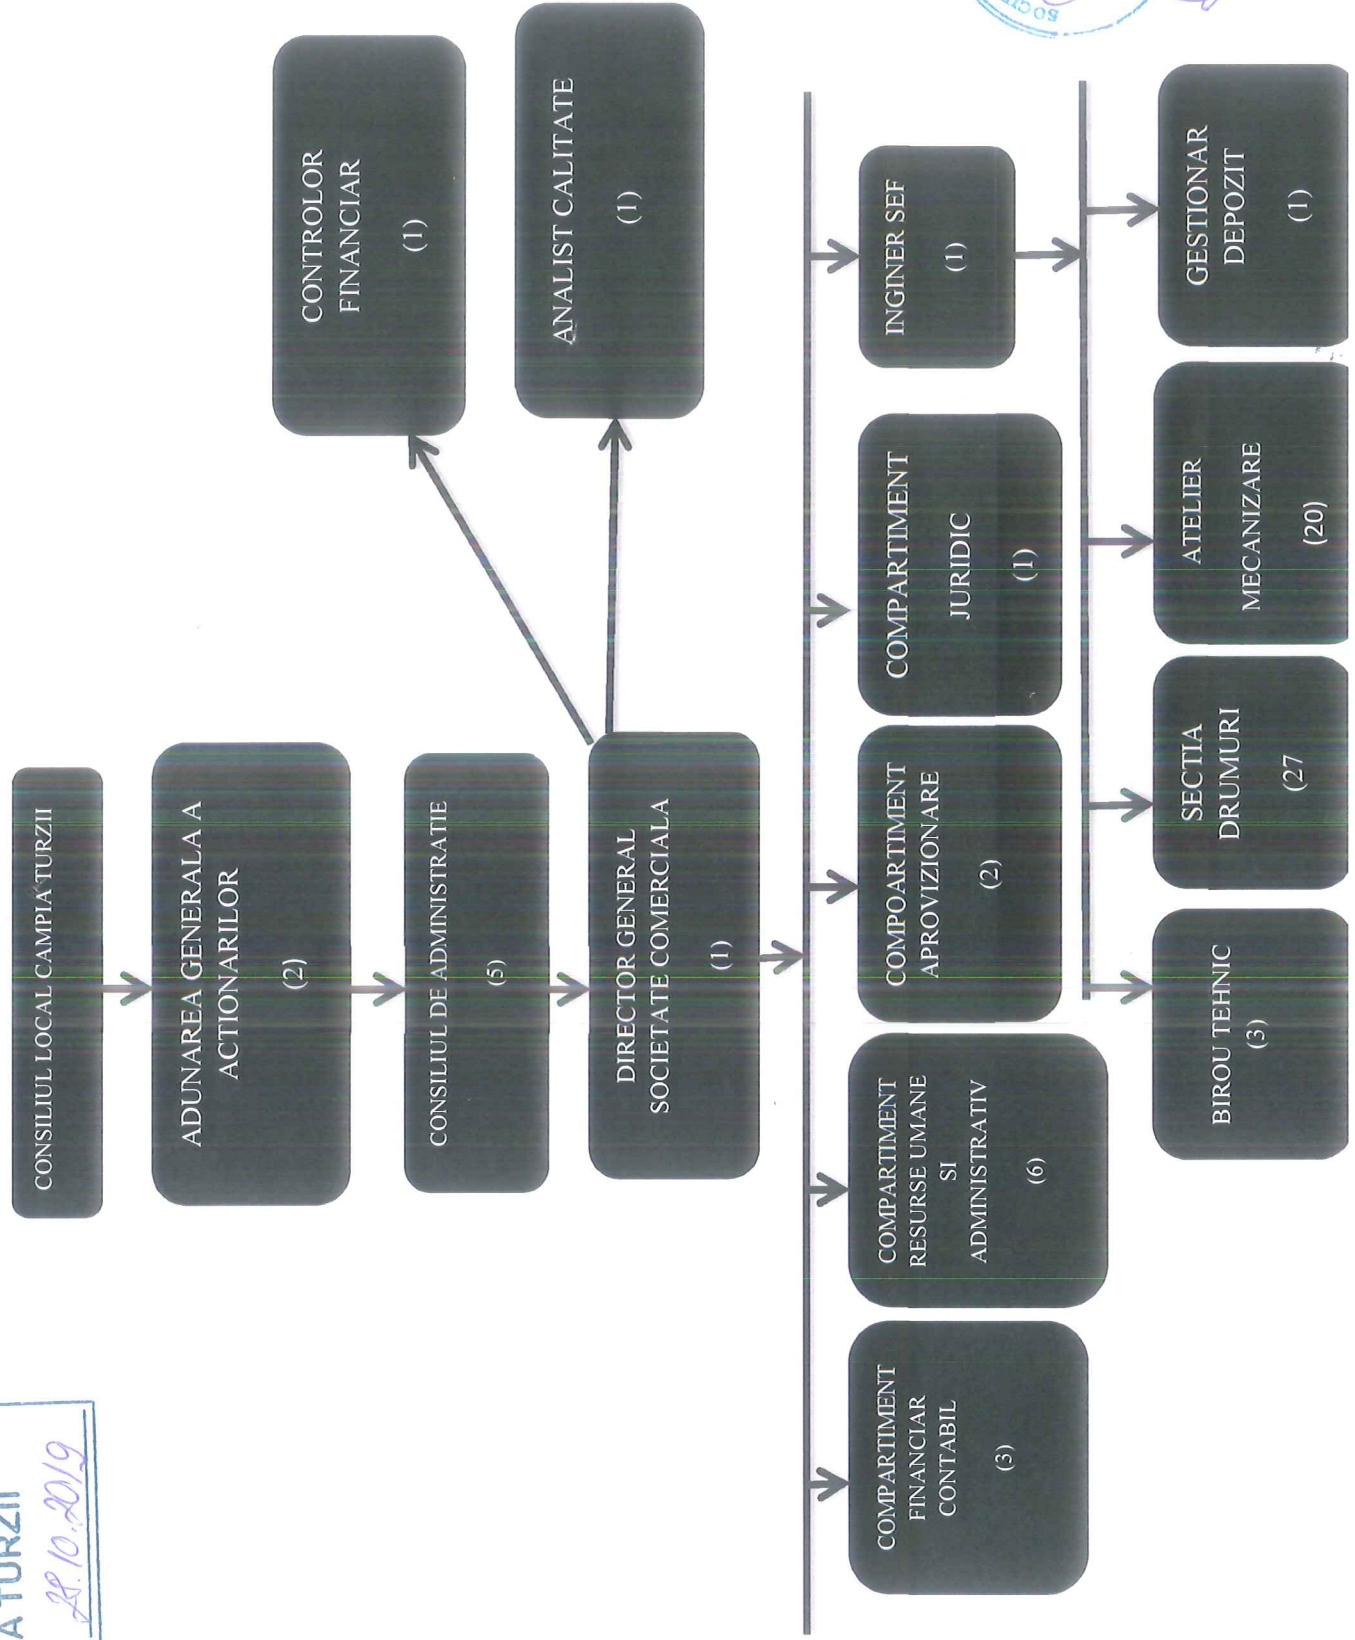 A TURZII
28.10.2019
CONSILIUL LOCAL CAMPIA TURZII
ADUNAREA GENERALA A
ACTIONARILOR
(2)
CONSILIUL DE ADMINISTRATIE
(5)
DIRECTOR GENERAL
SOCIETATE COMERCIALA
(1)
CONTROLOR
FINANCIAR
(1)
ANALIST CALITATE
(1)
COMPARTIMENT
FINANCIAR
CONTABIL
(3)
COMPARTIMENT
RESURSE UMANE
SI
ADMINISTRATIV
(6)
COMPOARTIMENT
APROVIZIONARE
(2)
COMPARTIMENT
JURIDIC
(1)
INGINER SEF
(1)
BIROU TEHNIC
(3)
SECTIA
DRUMURI
(27
ATELIER
MECANIZARE
(20)
GESTIONAR
DEPOZIT
(1)